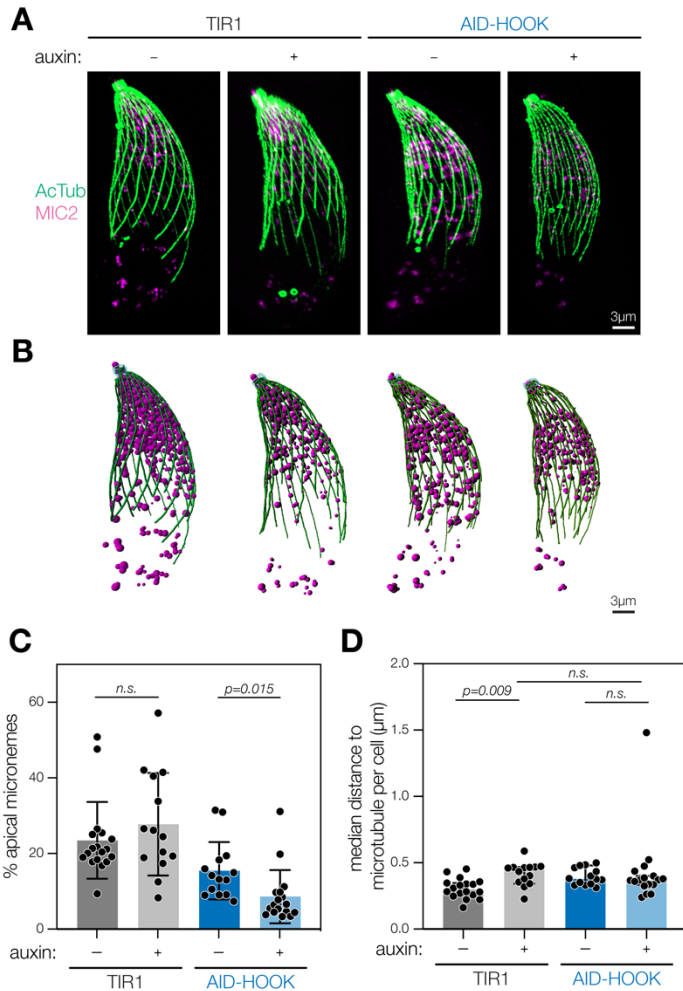 A
TIR1 AID-HOOK
auxin: – + – +
AcTub
MIC2
3µm
B
3µm
C D
% apical micronemes
60
40
20
0
n.s. p=0.015
auxin: – + – +
TIR1 AID-HOOK
median distance to
microtubule per cell (µm)
2.0
1.5
1.0
0.5
0.0
n.s.
p=0.009 n.s.
auxin: – + – +
TIR1 AID-HOOK